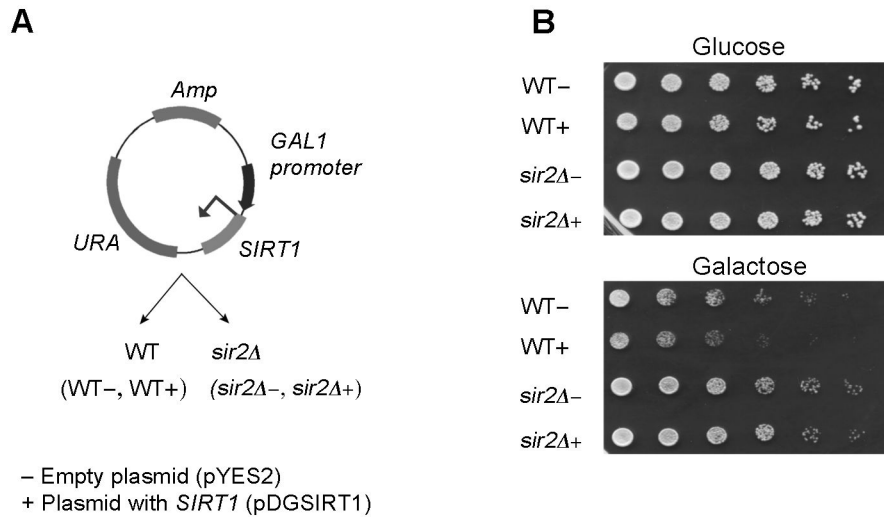 A
Amp
GAL1
promoter
URA
SIRT1
WT
sir2Δ
(WT–, WT+)
(sir2Δ–, sir2Δ+)
– Empty plasmid (pYES2)
+ Plasmid with SIRT1 (pDGSIRT1)
B
Glucose
WT–
WT+
sir2Δ–
sir2Δ+
Galactose
WT–
WT+
sir2Δ–
sir2Δ+